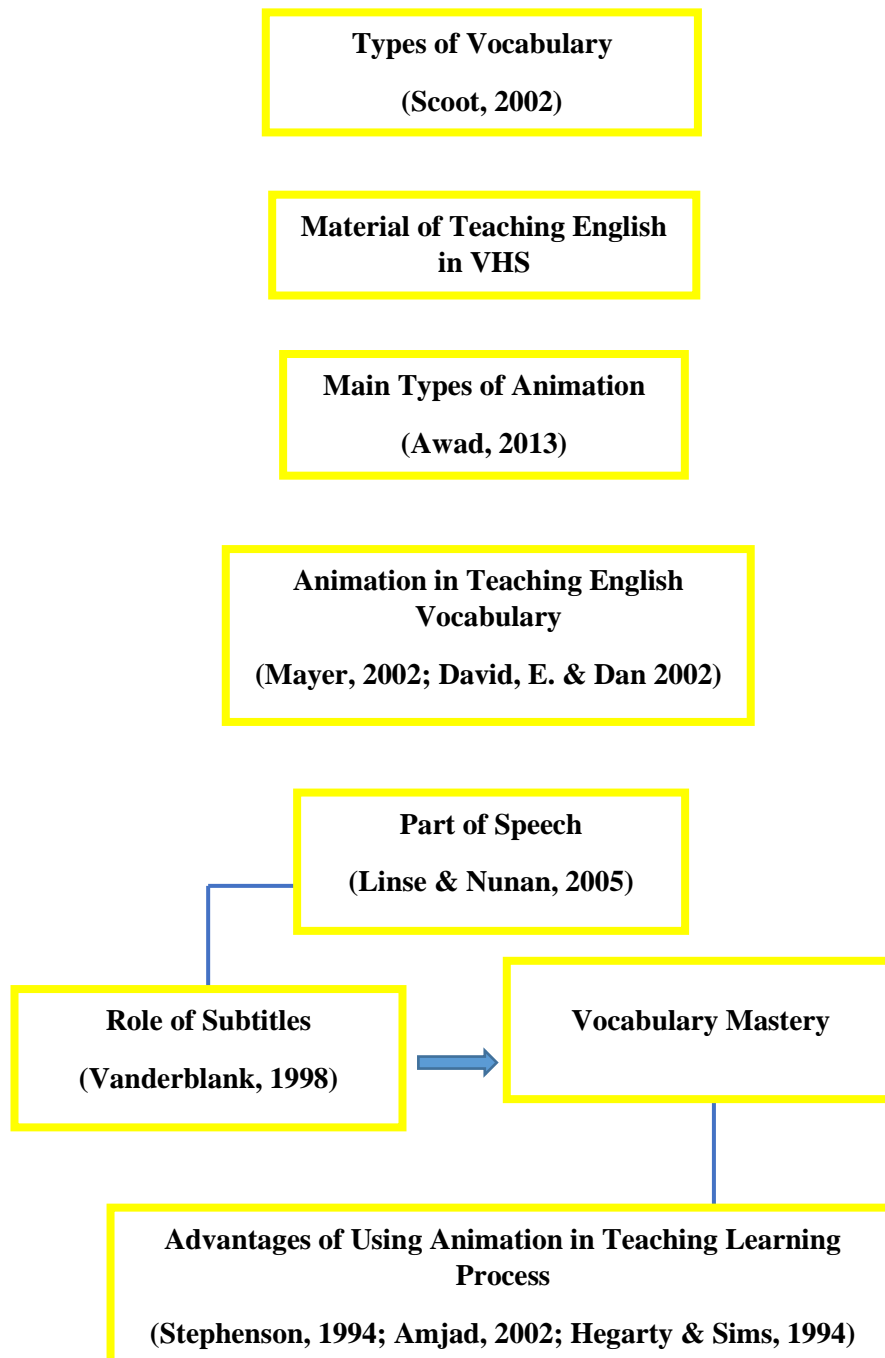 Types of Vocabulary
(Scoot, 2002)
Material of Teaching English
in VHS
Main Types of Animation
(Awad, 2013)
Animation in Teaching English
Vocabulary
(Mayer, 2002; David, E. & Dan 2002)
Part of Speech
(Linse & Nunan, 2005)
Role of Subtitles
(Vanderblank, 1998)
Vocabulary Mastery
Advantages of Using Animation in Teaching Learning
Process
(Stephenson, 1994; Amjad, 2002; Hegarty & Sims, 1994)